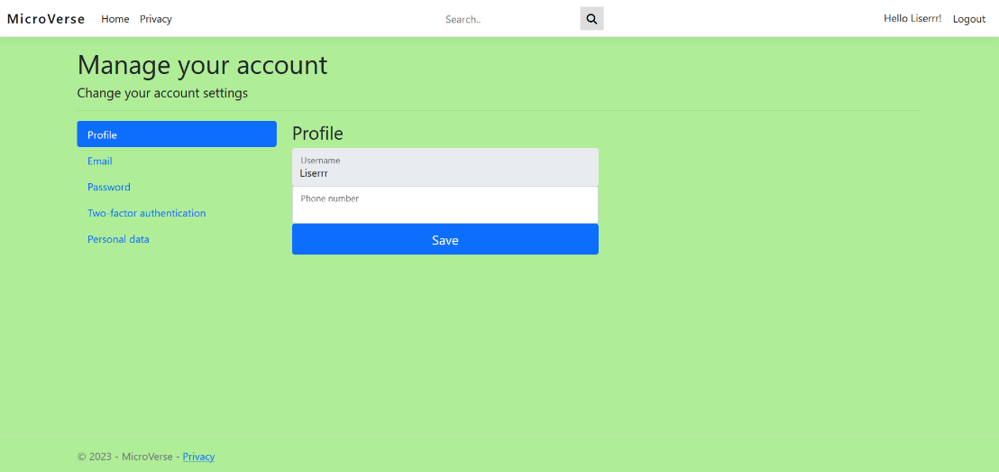 MicroVerse Home Privacy Search.. Hello Liserrr! Logout
Manage your account
Change your account settings
Profile
Email
Password
Two-factor authentication
Personal data
Profile
Username
Liserrr
Phone number
Save
© 2023 - MicroVerse - Privacy